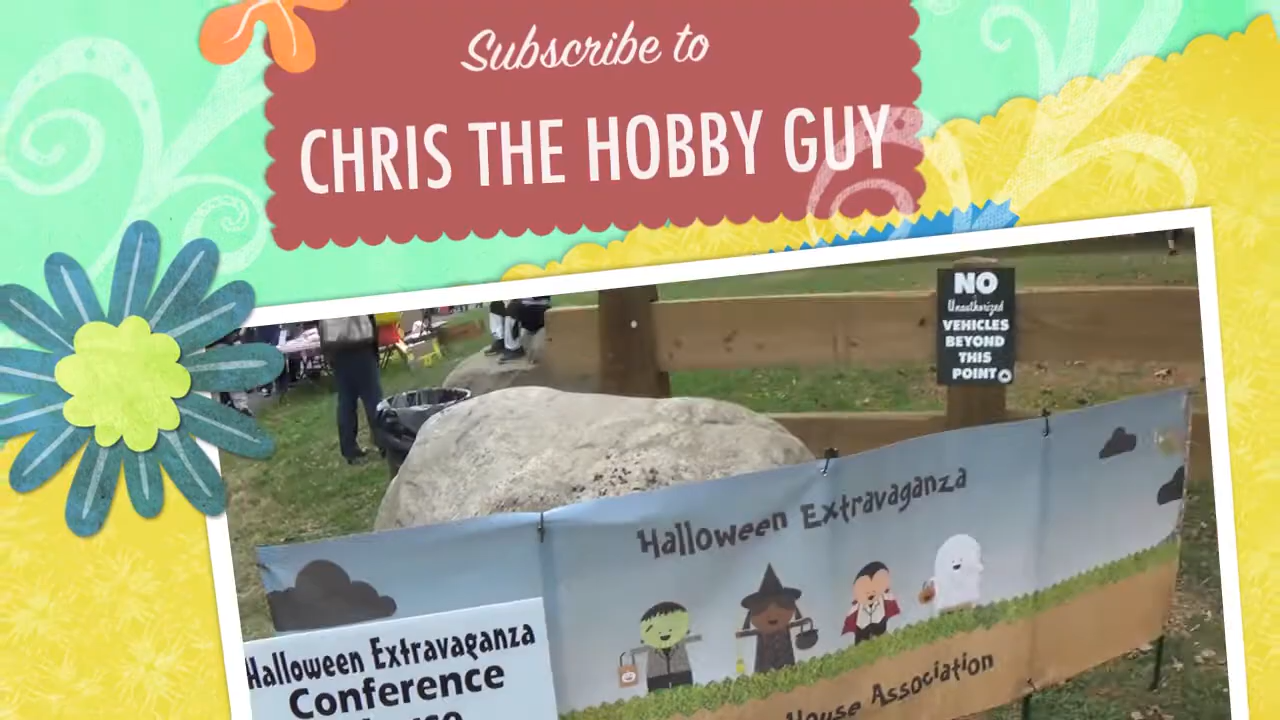 Subscribe to
CHRIS THE HOBBY GUY
NO
Unauthorized
VEHICLES
BEYOND
THIS
POINT
Halloween Extravaganza
House Association
Halloween Extravaganza
Conference